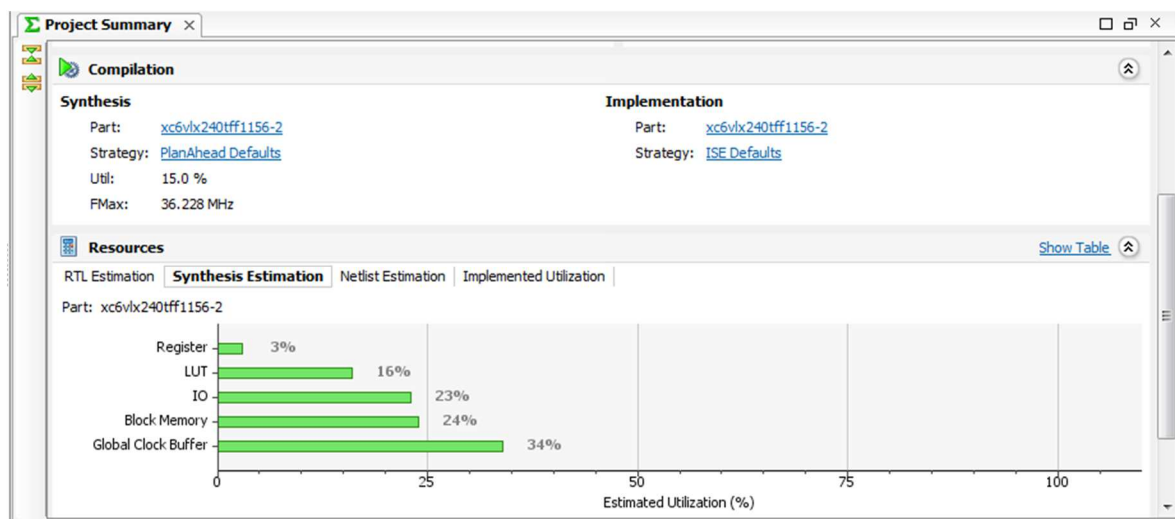 Project Summary
Compilation
Synthesis
Implementation
Part: xc6vlx240tff1156-2
Part: xc6vlx240tff1156-2
Strategy: PlanAhead Defaults
Strategy: ISE Defaults
Util: 15.0 %
FMax: 36.228 MHz
Resources
Show Table
RTL Estimation Synthesis Estimation Netlist Estimation Implemented Utilization
Part: xc6vlx240tff1156-2
Register 3%
LUT 16%
IO 23%
Block Memory 24%
Global Clock Buffer 34%
0 25 50 75 100
Estimated Utilization (%)